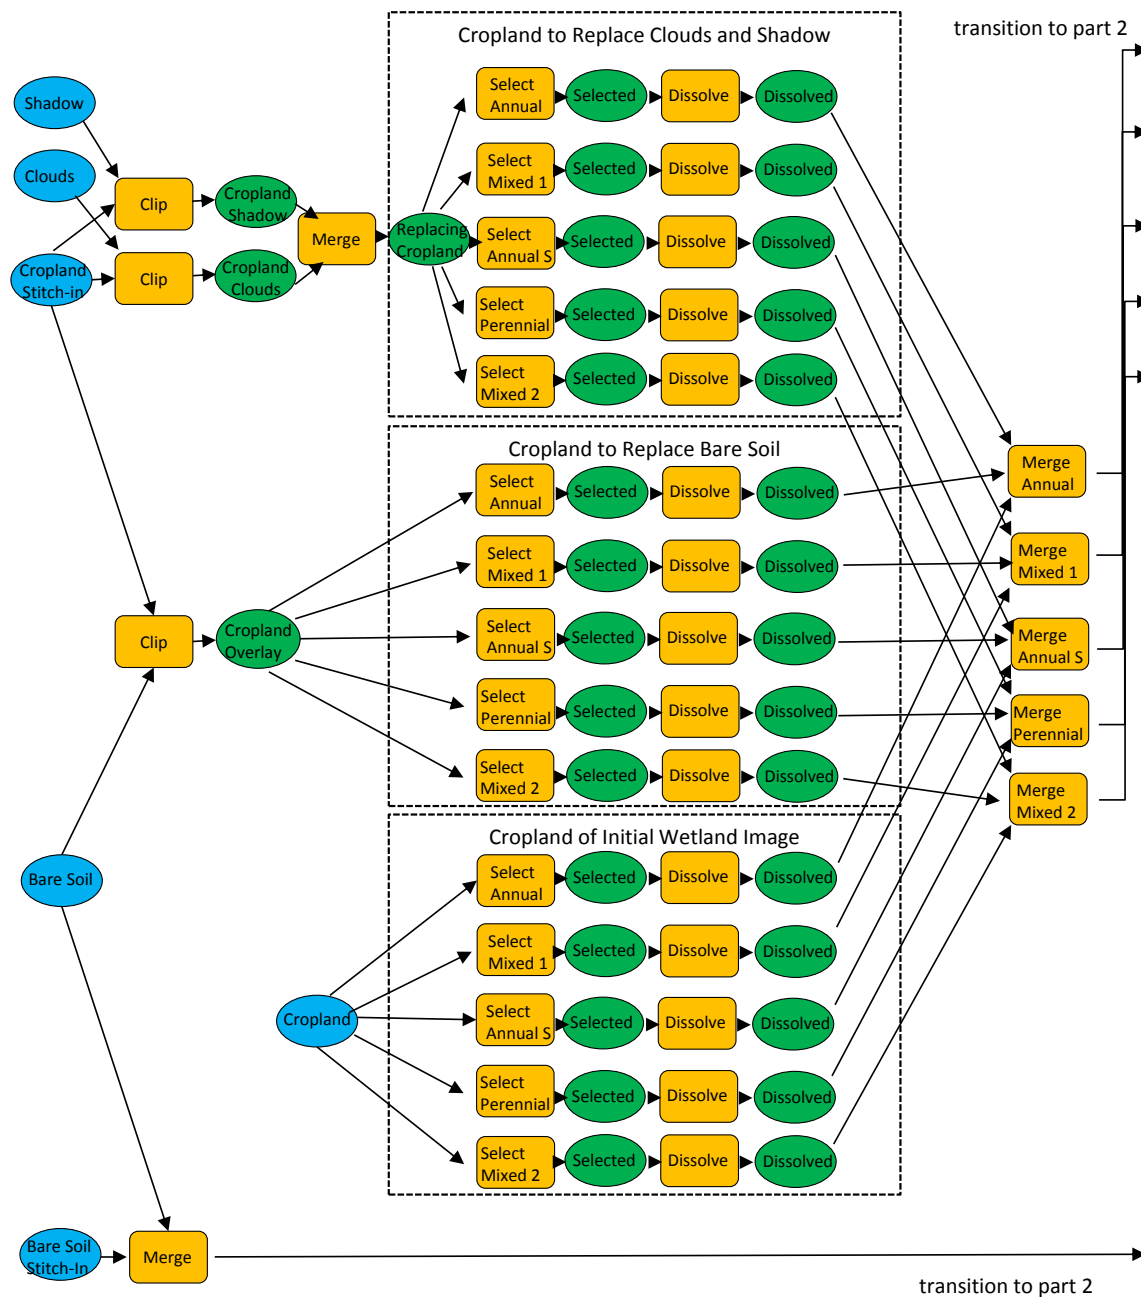 transition to part 2
Cropland to Replace Clouds and Shadow
Shadow
Clouds
Cropland
Stitch-in
Clip
Clip
Cropland
Shadow
Cropland
Clouds
Merge
Replacing
Cropland
Select
Annual
Selected
Dissolve
Dissolved
Select
Mixed 1
Selected
Dissolve
Dissolved
Select
Annual S
Selected
Dissolve
Dissolved
Select
Perennial
Selected
Dissolve
Dissolved
Select
Mixed 2
Selected
Dissolve
Dissolved
Cropland to Replace Bare Soil
Clip
Cropland
Overlay
Select
Annual
Selected
Dissolve
Dissolved
Select
Mixed 1
Selected
Dissolve
Dissolved
Select
Annual S
Selected
Dissolve
Dissolved
Select
Perennial
Selected
Dissolve
Dissolved
Select
Mixed 2
Selected
Dissolve
Dissolved
Merge
Annual
Merge
Mixed 1
Merge
Annual S
Merge
Perennial
Merge
Mixed 2
Cropland of Initial Wetland Image
Bare Soil
Cropland
Select
Annual
Selected
Dissolve
Dissolved
Select
Mixed 1
Selected
Dissolve
Dissolved
Select
Annual S
Selected
Dissolve
Dissolved
Select
Perennial
Selected
Dissolve
Dissolved
Select
Mixed 2
Selected
Dissolve
Dissolved
Bare Soil
Stitch-In
Merge
transition to part 2